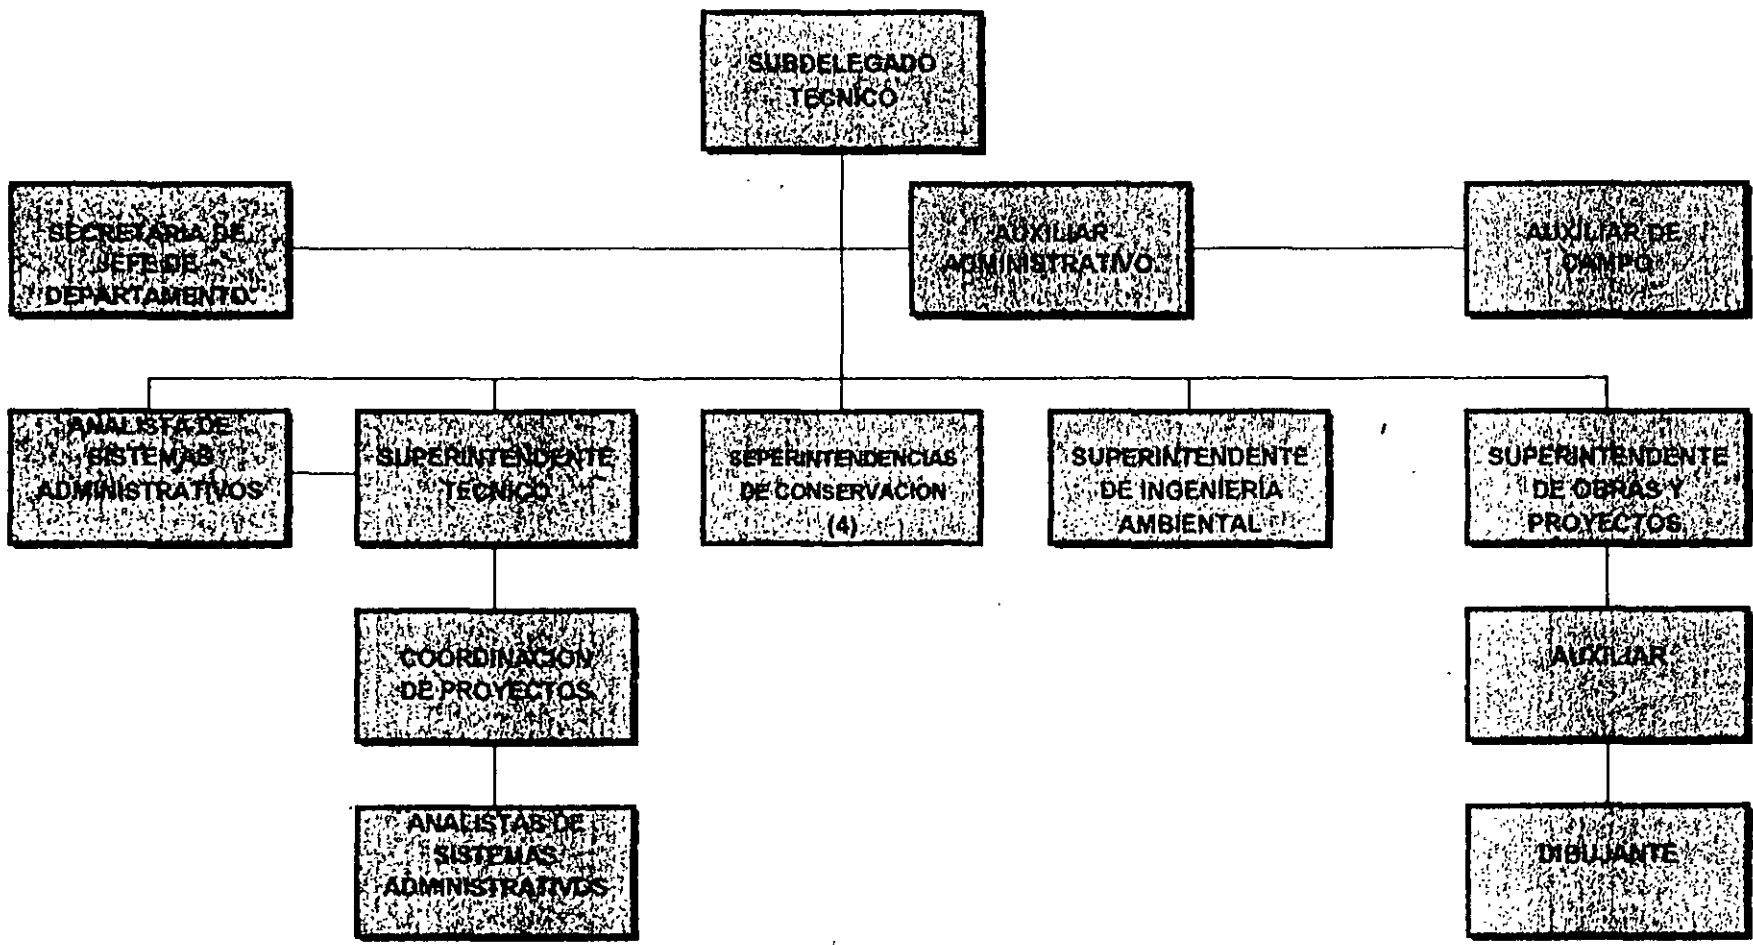 SUBDELEGADO
TECNICO
SECRETARIA DE
JEFE DE
DEPARTAMENTO.
AUXILIAR
ADMINISTRATIVO.
AUXILIAR DE
CAMPO
ANALISTA DE
SISTEMAS
ADMINISTRATIVOS
SUPERINTENDENTE
TECNICO
SEPERINTENDENCIAS
DE CONSERVACION
(4)
SUPERINTENDENTE
DE INGENIERIA
AMBIENTAL
SUPERINTENDENTE
DE OBRAS Y
PROYECTOS.
COORDINACION
DE PROYECTOS.
AUXILIAR
ANALISTAS DE
SISTEMAS
ADMINISTRATIVOS
DIBUJANTE